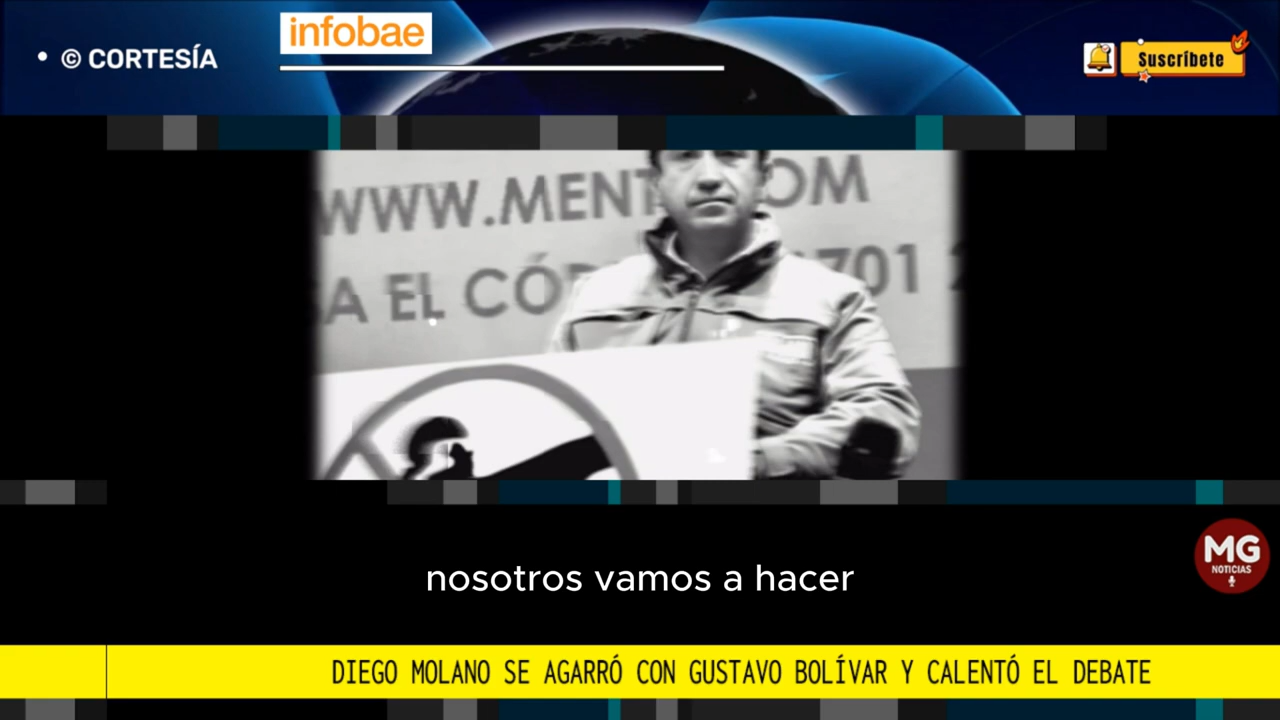 © CORTESÍA
infobae
Suscríbete
WWW.MENT
OM
A EL CÓ
701
nosotros vamos a hacer
MG
NOTICIAS
DIEGO MOLANO SE AGARRÓ CON GUSTAVO BOLÍVAR Y CALENTÓ EL DEBATE